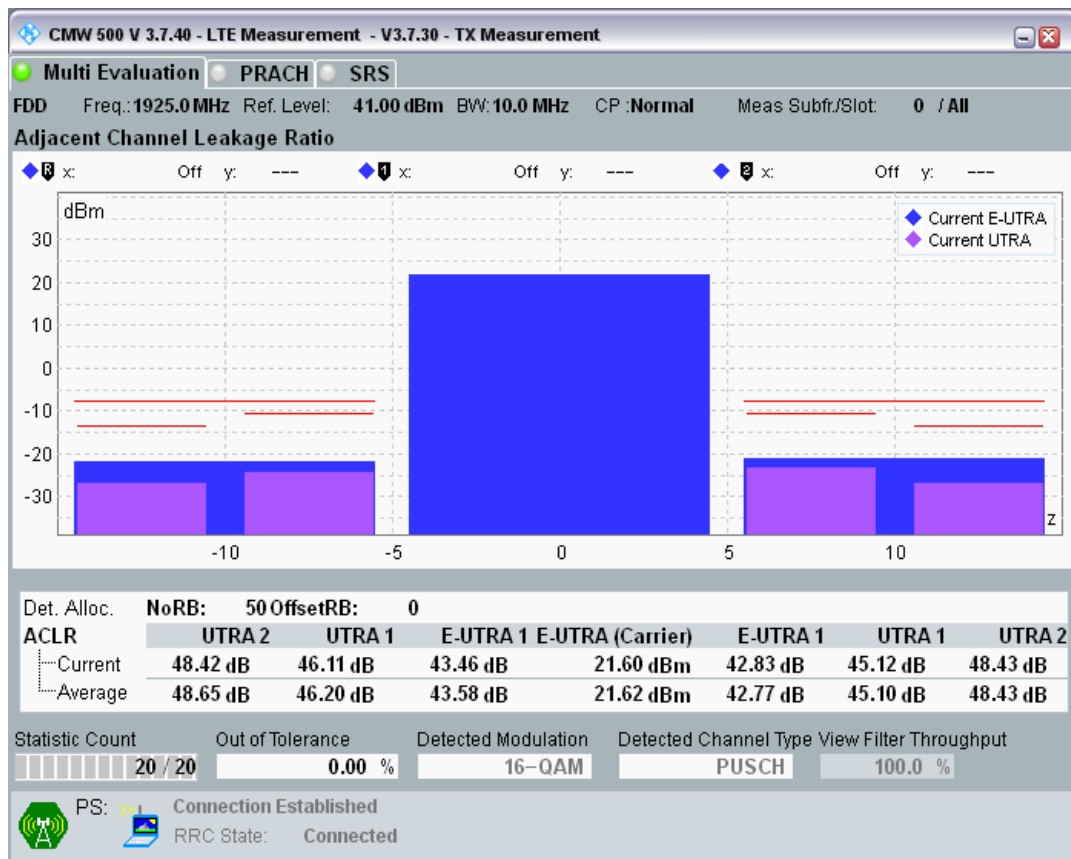 CMW 500 V 3.7.40 - LTE Measurement - V3.7.30 - TX Measurement
Multi Evaluation PRACH SRS
FDD Freq.:1925.0 MHz Ref. Level: 41.00 dBm BW:10.0 MHz CP :Normal Meas Subfr./Slot: 0 / All
Adjacent Channel Leakage Ratio
R x: Off y: --- 1 x: Off y: --- 2 x: Off y: ---
dBm
Current E-UTRA
Current UTRA
30
20
10
0
-10
-20
-30
z
-10 -5 0 5 10
Det. Alloc. NoRB: 50 OffsetRB: 0
ACLR UTRA 2 UTRA 1 E-UTRA 1 E-UTRA (Carrier) E-UTRA 1 UTRA 1 UTRA 2
Current 48.42 dB 46.11 dB 43.46 dB 21.60 dBm 42.83 dB 45.12 dB 48.43 dB
Average 48.65 dB 46.20 dB 43.58 dB 21.62 dBm 42.77 dB 45.10 dB 48.43 dB
Statistic Count Out of Tolerance Detected Modulation Detected Channel Type View Filter Throughput
20 / 20 0.00 % 16-QAM PUSCH 100.0 %
PS: Connection Established
RRC State: Connected